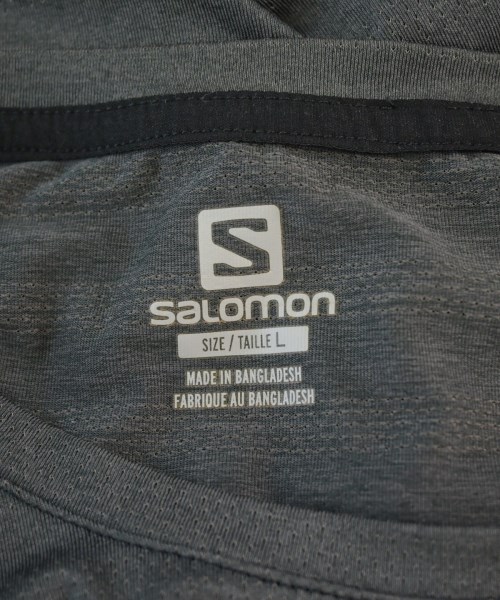 S
SALOMON
SIZE / TAILLE L
MADE IN BANGLADESH
FABRIQUE AU BANGLADESH